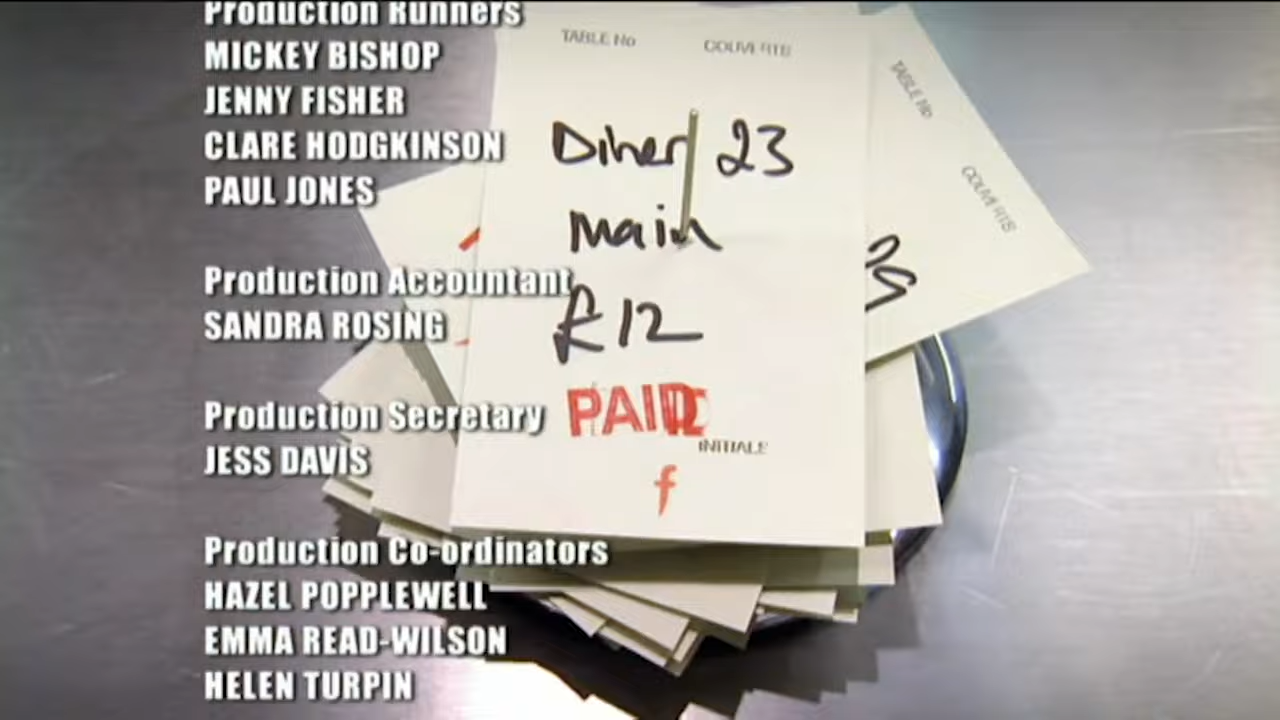 Production Runners
MICKEY BISHOP
JENNY FISHER
CLARE HODGKINSON
PAUL JONES
Production Accountant
SANDRA ROSING
Production Secretary
JESS DAVIS
Production Co-ordinators
HAZEL POPPLEWELL
EMMA READ-WILSON
HELEN TURPIN
TABLE No COUVERTS
Diner 23
Main
£12
PAID
INITIALE
f
TABLE No
COUVERTS